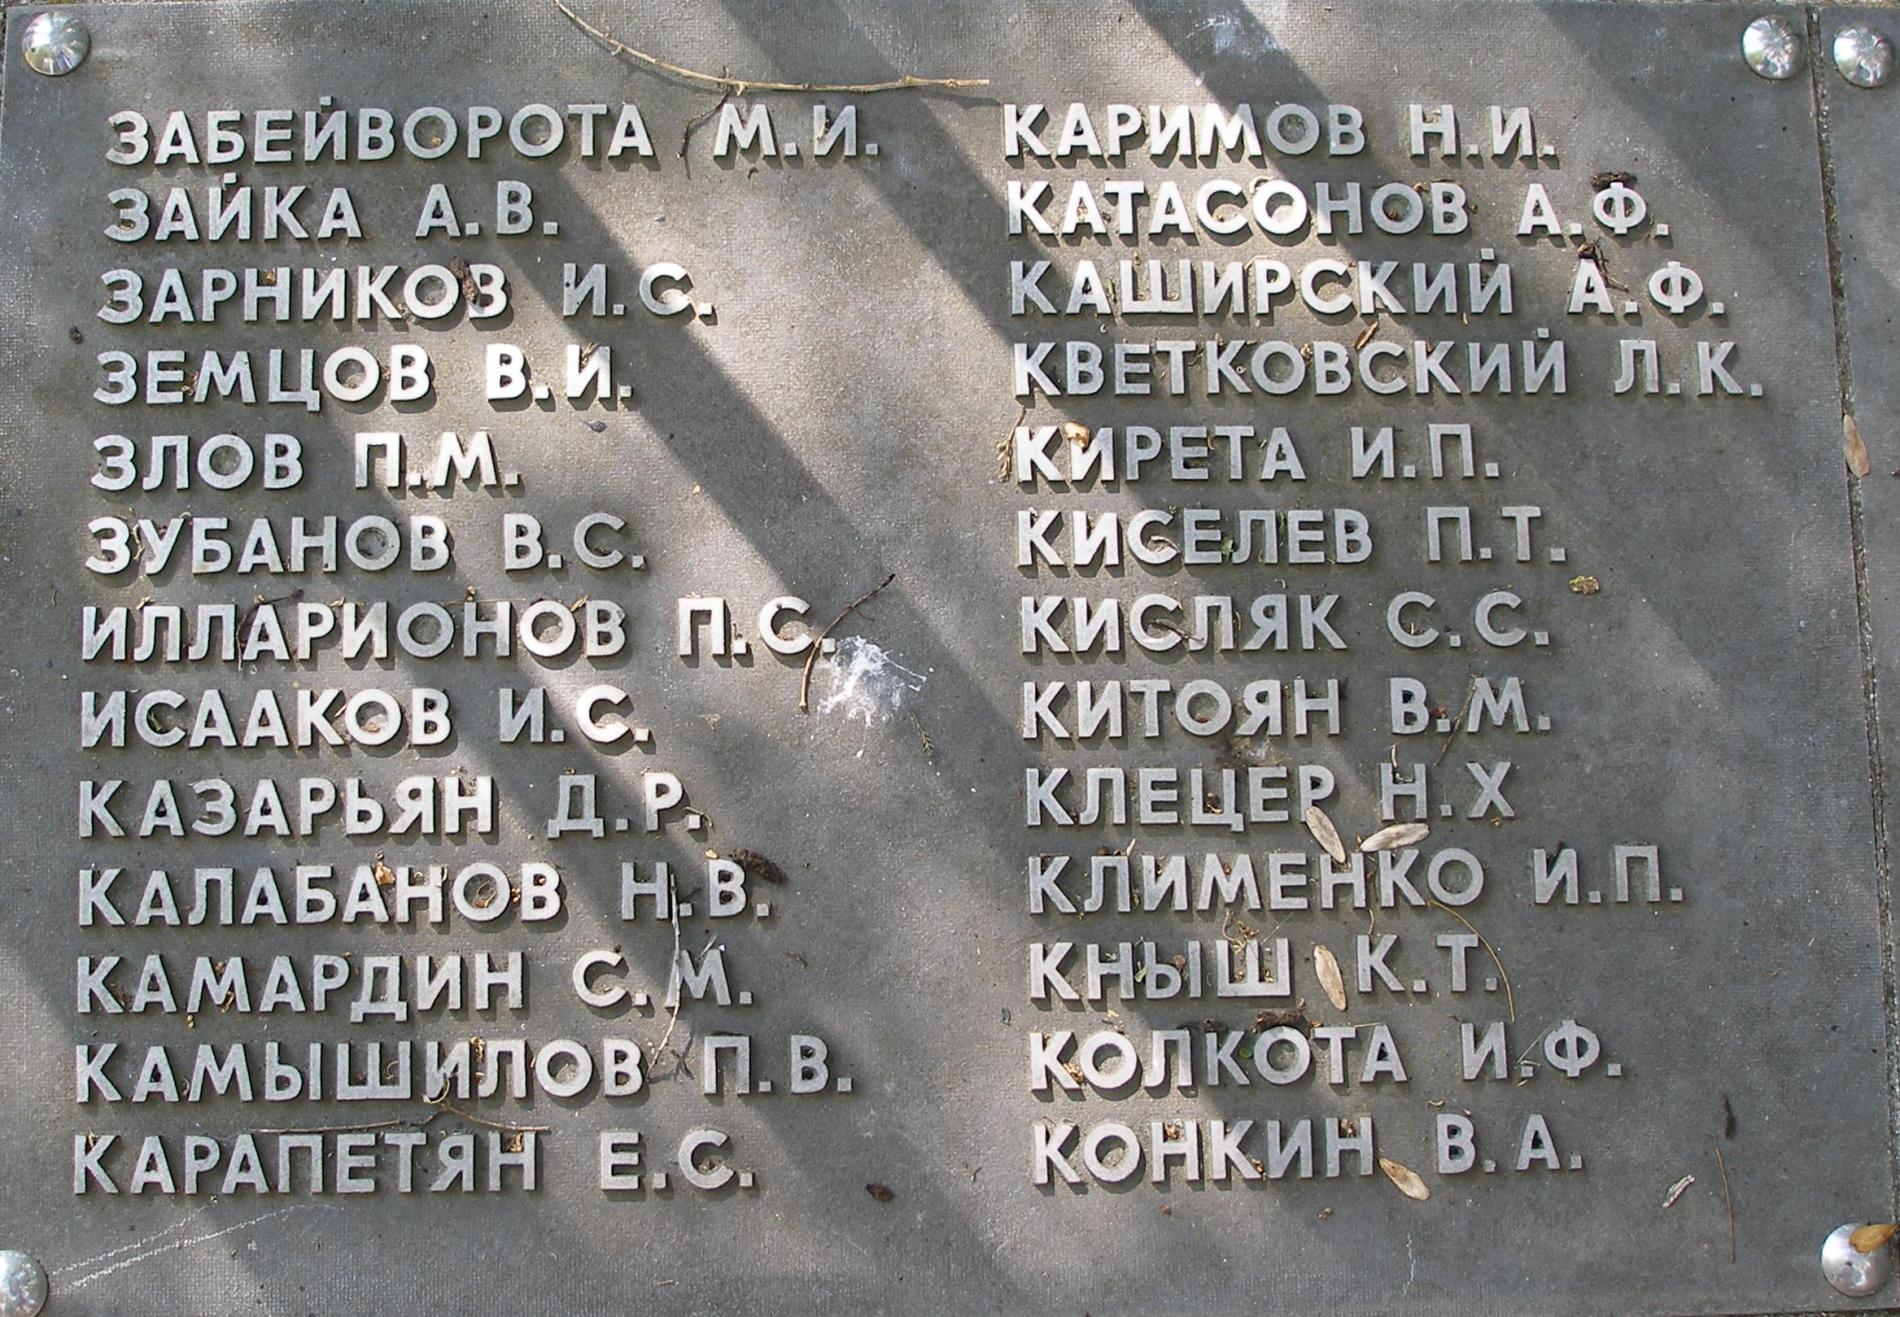 ЗАБЕЙВОРОТА М.И.
ЗАЙКА А.В.
ЗАРНИКОВ И.С.
ЗЕМЦОВ В.И.
ЗЛОВ П.М.
ЗУБАНОВ В.С.
ИЛЛАРИОНОВ П.С.
ИСААКОВ И.С.
КАЗАРЬЯН Д.Р.
КАЛАБАНОВ Н.В.
КАМАРДИН С.М.
КАМЫШИЛОВ П.В.
КАРАПЕТЯН Е.С.
КАРИМОВ Н.И.
КАТАСОНОВ А.Ф.
КАШИРСКИЙ А.Ф.
КВЕТКОВСКИЙ Л.К.
КИРЕТА И.П.
КИСЕЛЕВ П.Т.
КИСЛЯК С.С.
КИТОЯН В.М.
КЛЕЦЕР Н.Х
КЛИМЕНКО И.П.
КНЫШ К.Т.
КОЛКОТА И.Ф.
КОНКИН В.А.